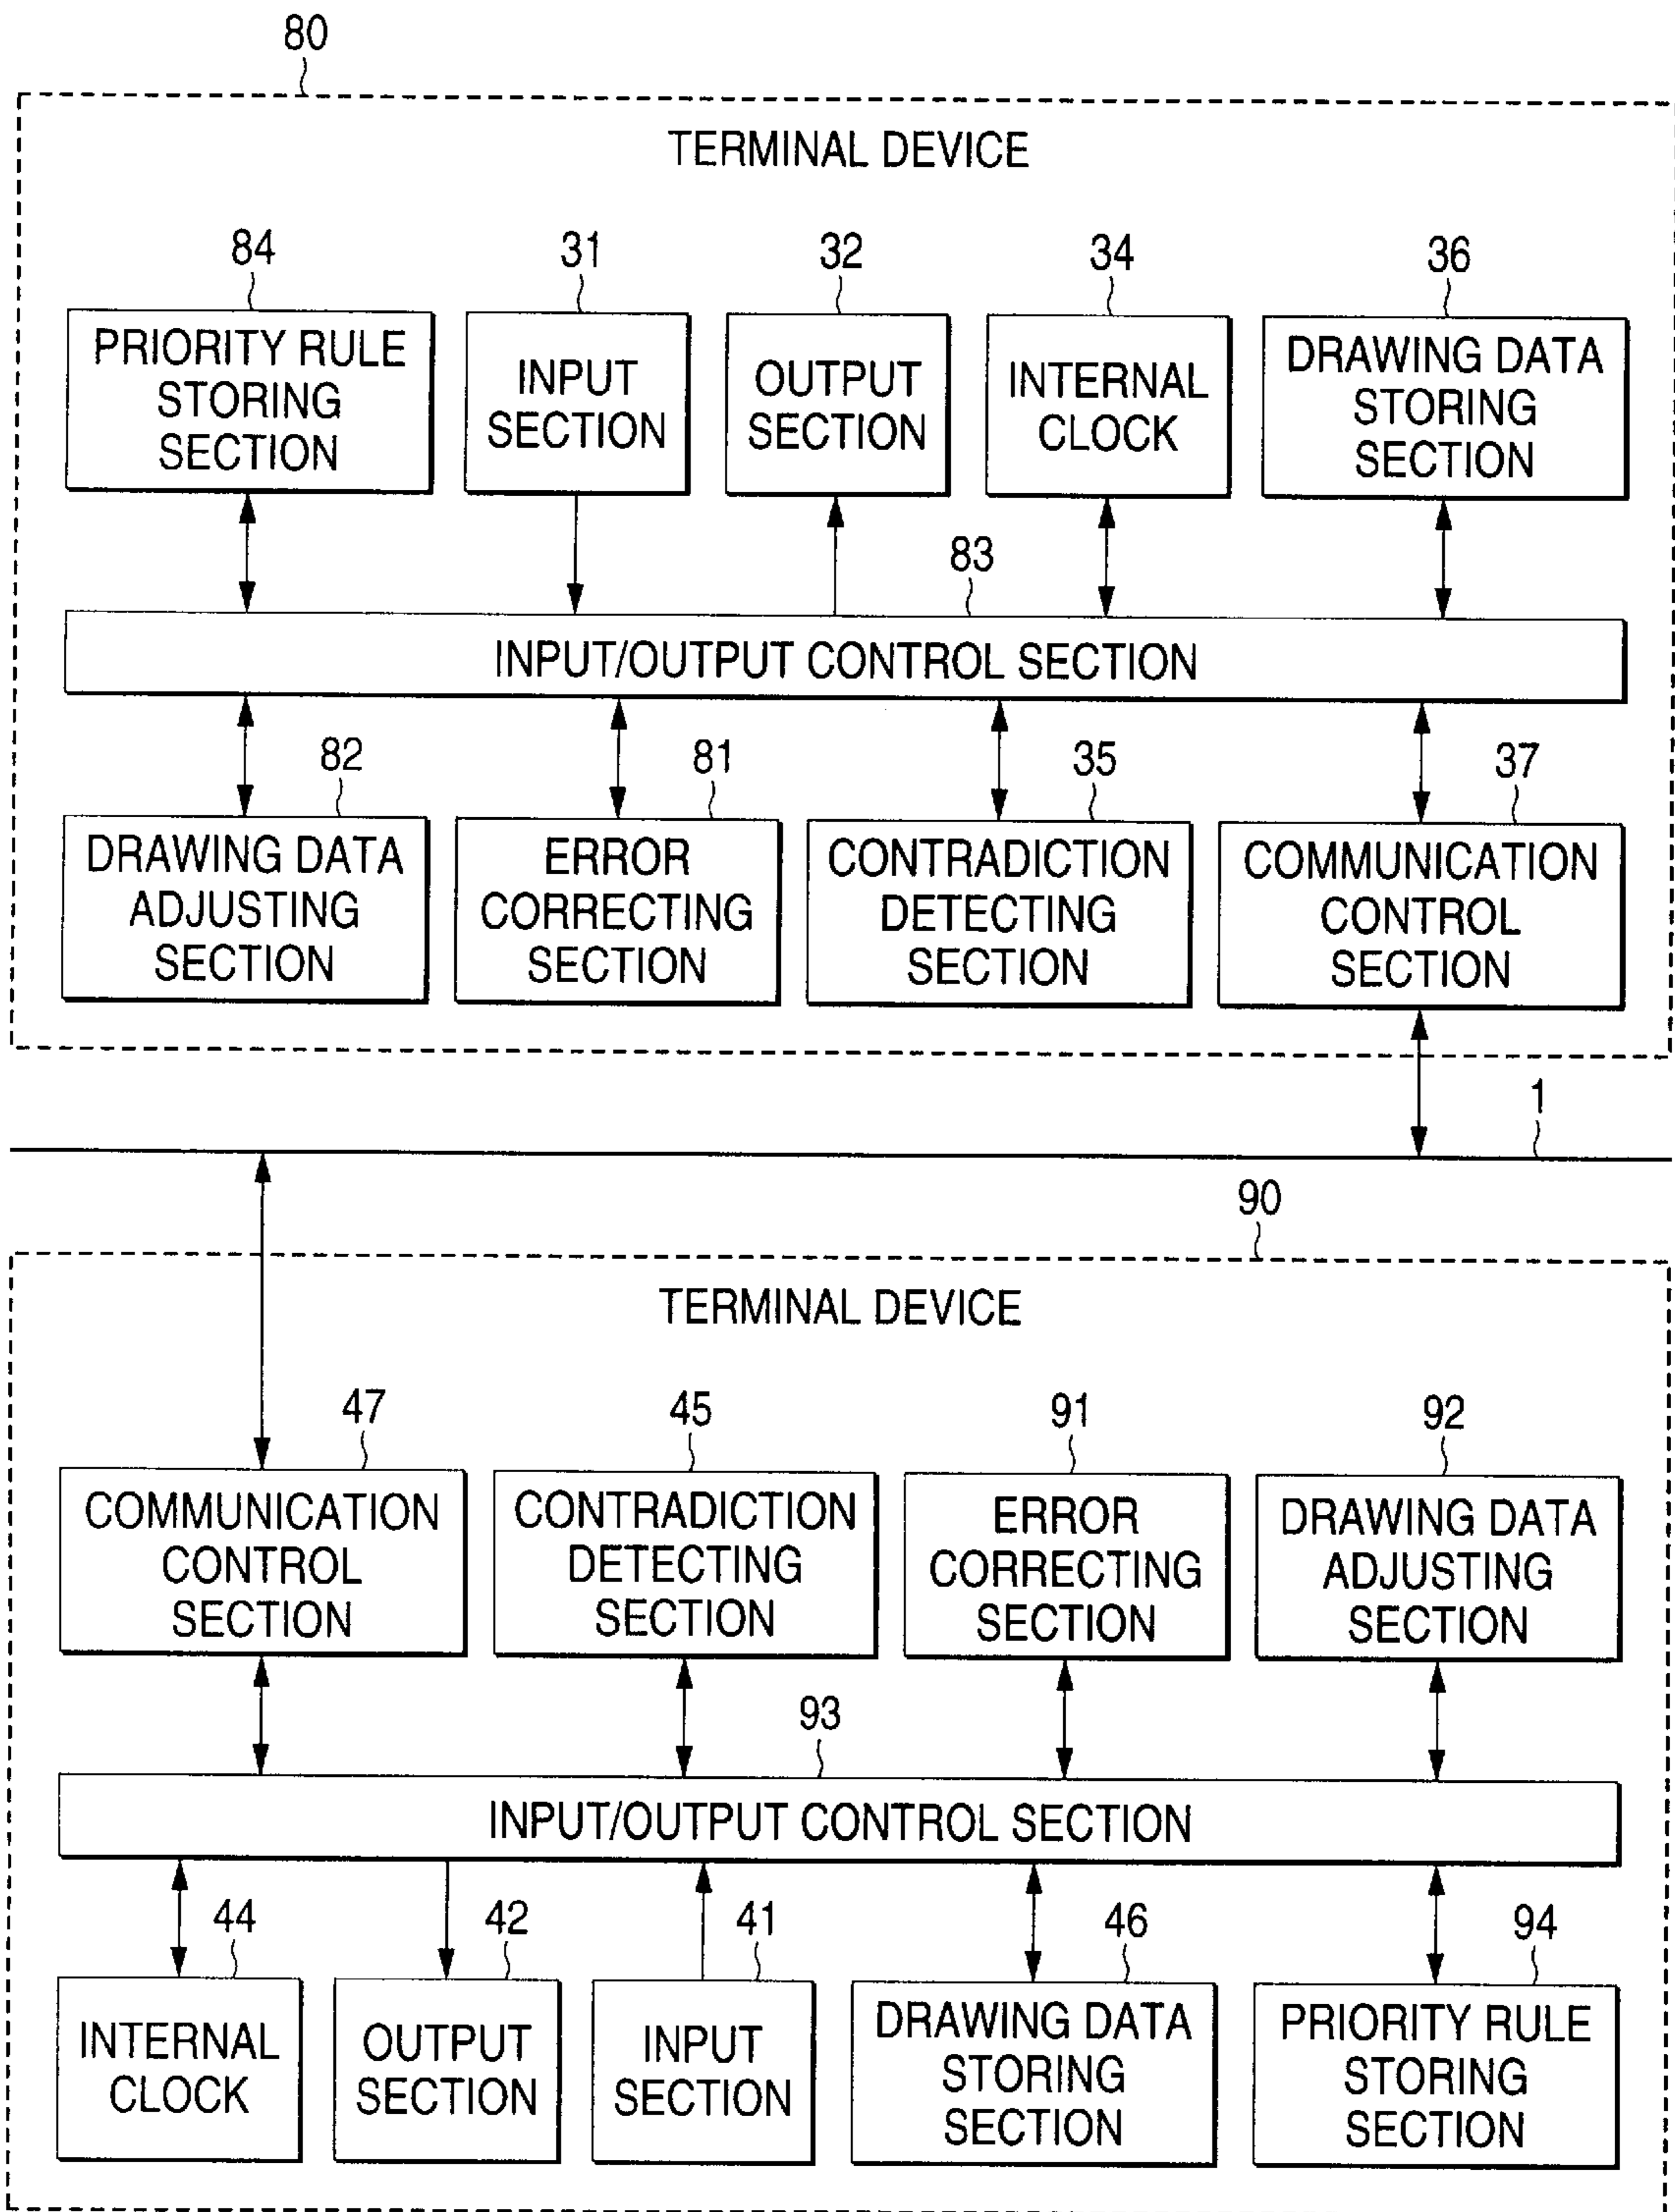 80
TERMINAL DEVICE
84
31
32
34
36
PRIORITY RULE
STORING
SECTION
INPUT
SECTION
OUTPUT
SECTION
INTERNAL
CLOCK
DRAWING DATA
STORING
SECTION
83
INPUT/OUTPUT CONTROL SECTION
82
81
35
37
DRAWING DATA
ADJUSTING
SECTION
ERROR
CORRECTING
SECTION
CONTRADICTION
DETECTING
SECTION
COMMUNICATION
CONTROL
SECTION
1
90
TERMINAL DEVICE
47
45
91
92
COMMUNICATION
CONTROL
SECTION
CONTRADICTION
DETECTING
SECTION
ERROR
CORRECTING
SECTION
DRAWING DATA
ADJUSTING
SECTION
93
INPUT/OUTPUT CONTROL SECTION
44
42
41
46
94
INTERNAL
CLOCK
OUTPUT
SECTION
INPUT
SECTION
DRAWING DATA
STORING
SECTION
PRIORITY RULE
STORING
SECTION